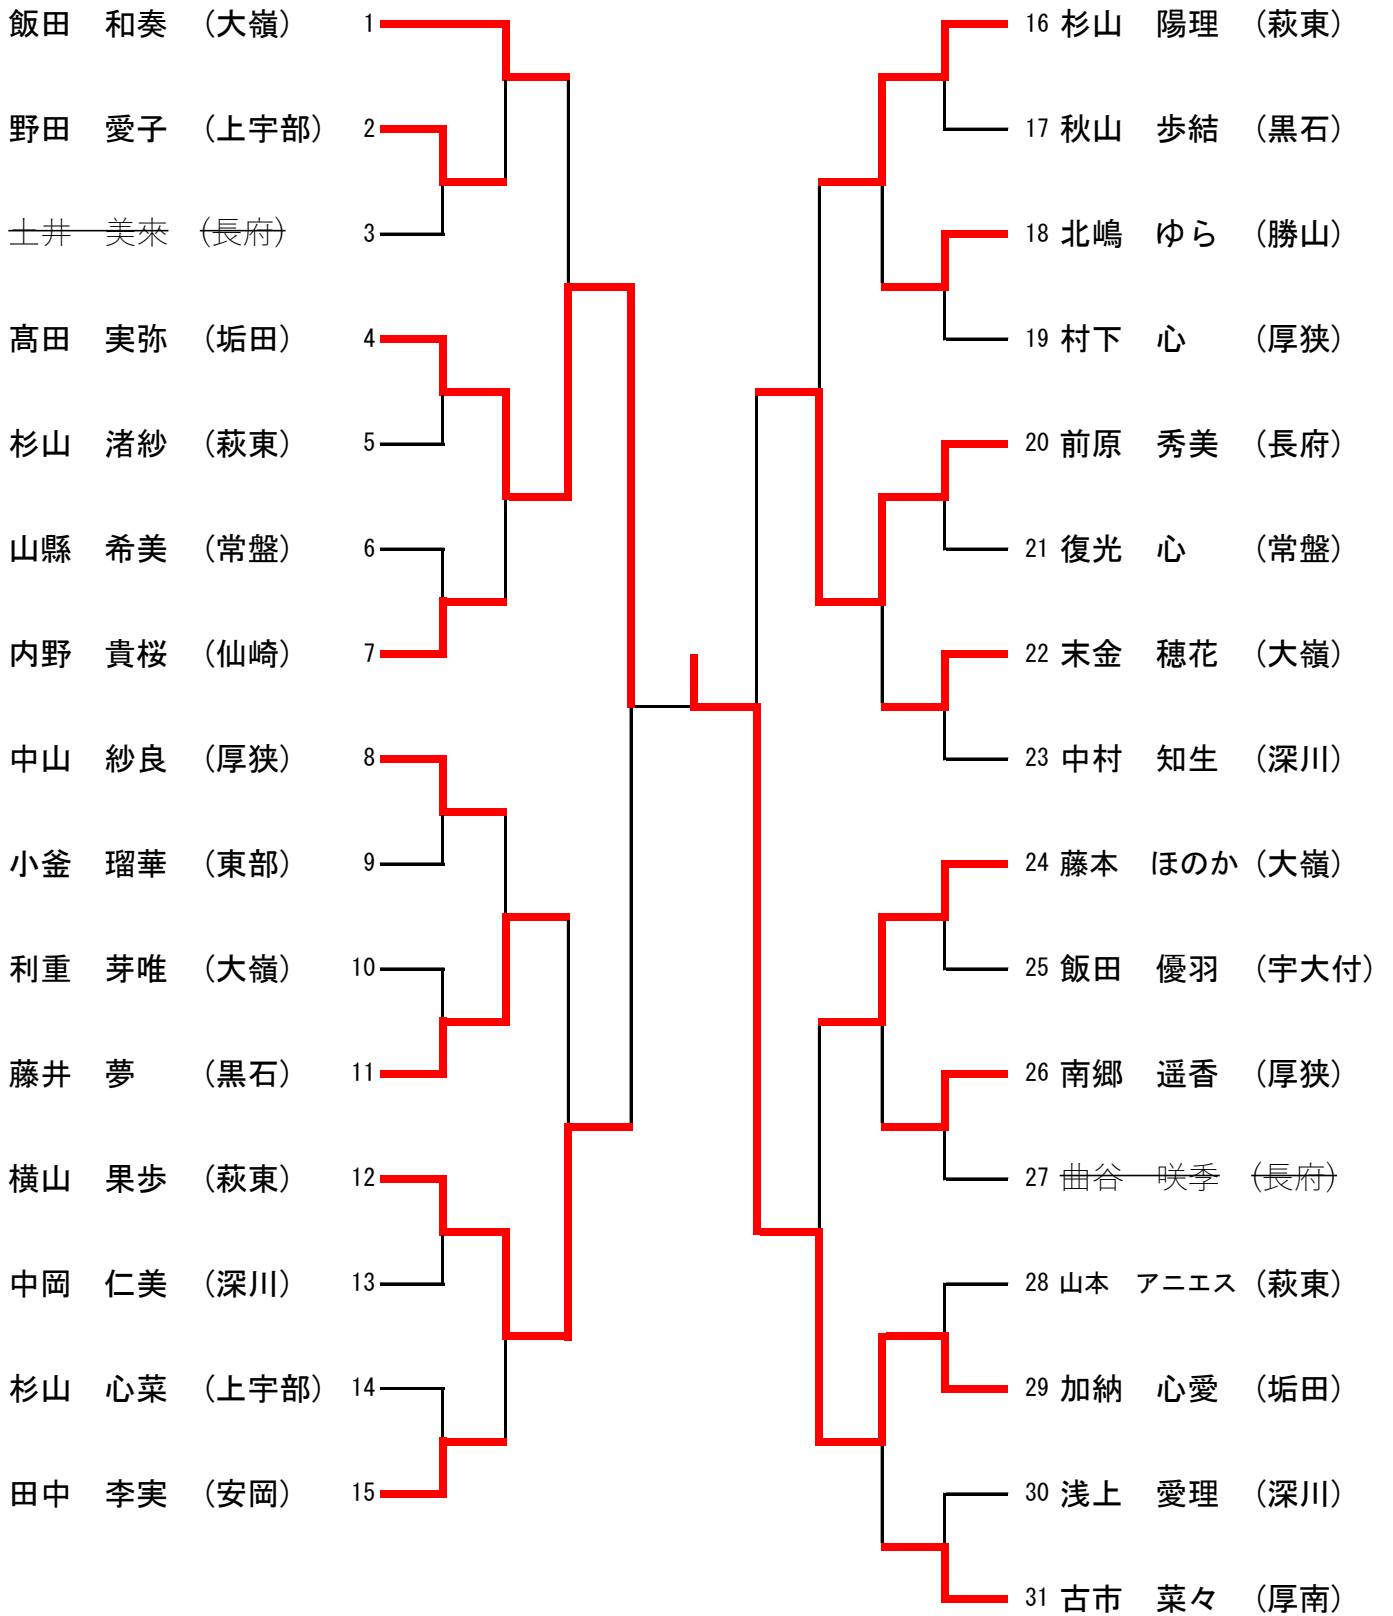 飯田　和奏　（大嶺）　1
野田　愛子　（上宇部）　2
土井　美來　（長府）　3
髙田　実弥　（垢田）　4
杉山　渚紗　（萩東）　5
山縣　希美　（常盤）　6
内野　貴桜　（仙崎）　7
中山　紗良　（厚狭）　8
小釜　瑠華　（東部）　9
利重　芽唯　（大嶺）　10
藤井　夢　　（黒石）　11
横山　果歩　（萩東）　12
中岡　仁美　（深川）　13
杉山　心菜　（上宇部）　14
田中　李実　（安岡）　15
16 杉山　陽理　（萩東）
17 秋山　歩結　（黒石）
18 北嶋　ゆら　（勝山）
19 村下　心　　（厚狭）
20 前原　秀美　（長府）
21 復光　心　　（常盤）
22 末金　穂花　（大嶺）
23 中村　知生　（深川）
24 藤本　ほのか（大嶺）
25 飯田　優羽　（宇大付）
26 南郷　遥香　（厚狭）
27 曲谷　咲季　（長府）
28 山本　アニエス（萩東）
29 加納　心愛　（垢田）
30 浅上　愛理　（深川）
31 古市　菜々　（厚南）